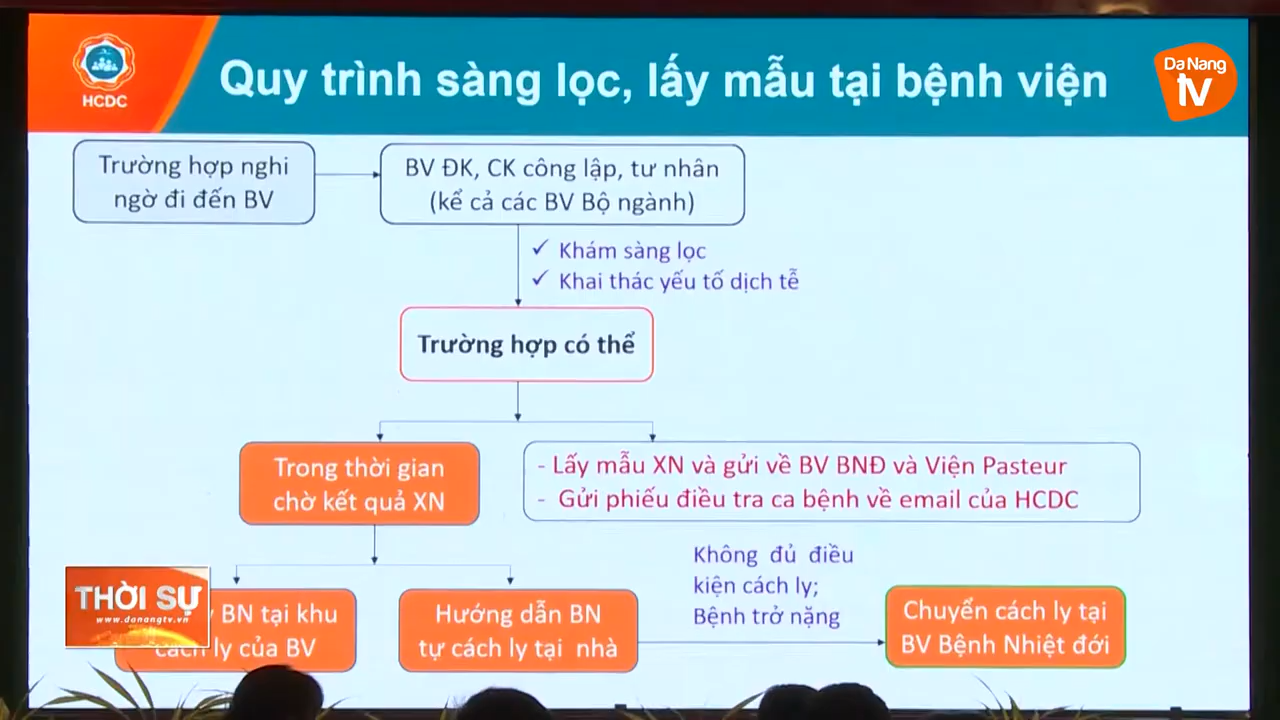 HCDC
Quy trình sàng lọc, lấy mẫu tại bệnh viện
Da Nang
TV
Trường hợp nghi
ngờ đi đến BV
BV ĐK, CK công lập, tư nhân
(kể cả các BV Bộ ngành)
✓ Khám sàng lọc
✓ Khai thác yếu tố dịch tễ
Trường hợp có thể
Trong thời gian
chờ kết quả XN
- Lấy mẫu XN và gửi về BV BNĐ và Viện Pasteur
- Gửi phiếu điều tra ca bệnh về email của HCDC
THỜI SỰ
www.danangtv.vn
BN tại khu
cách ly của BV
Hướng dẫn BN
tự cách ly tại nhà
Không đủ điều
kiện cách ly;
Bệnh trở nặng
Chuyển cách ly tại
BV Bệnh Nhiệt đới